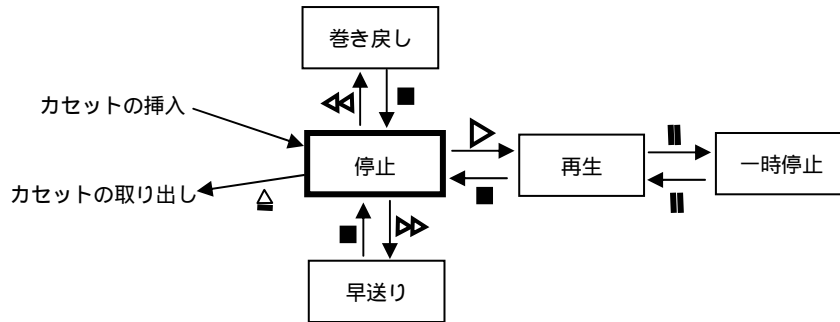 巻き戻し
カセットの挿入
停止
再生
一時停止
カセットの取り出し
早送り